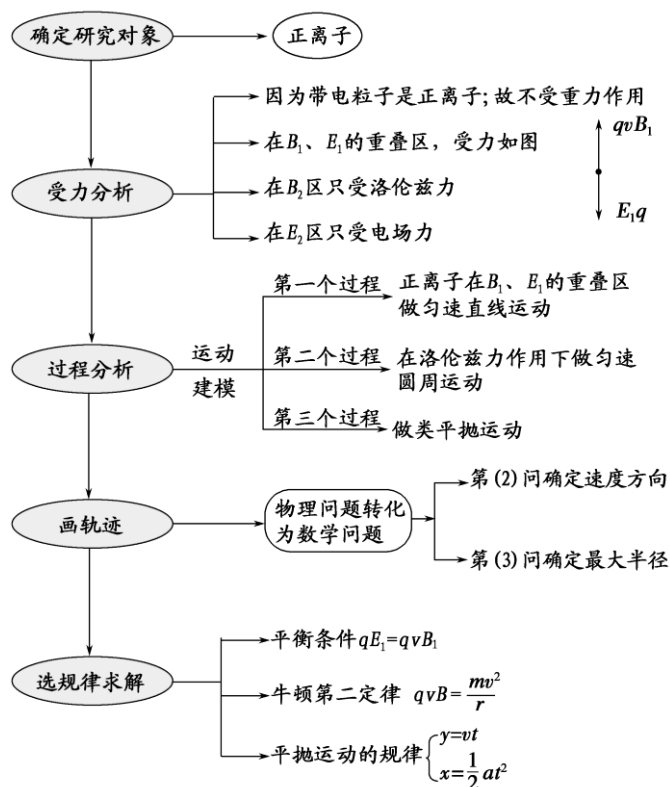 确定研究对象
正离子
因为带电粒子是正离子;故不受重力作用
在B₁、E₁的重叠区，受力如图
qvB₁
受力分析
在B₂区只受洛伦兹力
E₁q
在E₂区只受电场力
第一个过程
正离子在B₁、E₁的重叠区
做匀速直线运动
过程分析
运动
建模
第二个过程
在洛伦兹力作用下做匀速
圆周运动
第三个过程
做类平抛运动
第(2)问确定速度方向
画轨迹
物理问题转化
为数学问题
第(3)问确定最大半径
平衡条件qE₁=qvB₁
选规律求解
牛顿第二定律 qvB=mv²/r
平抛运动的规律
y=vt
x=1/2at²